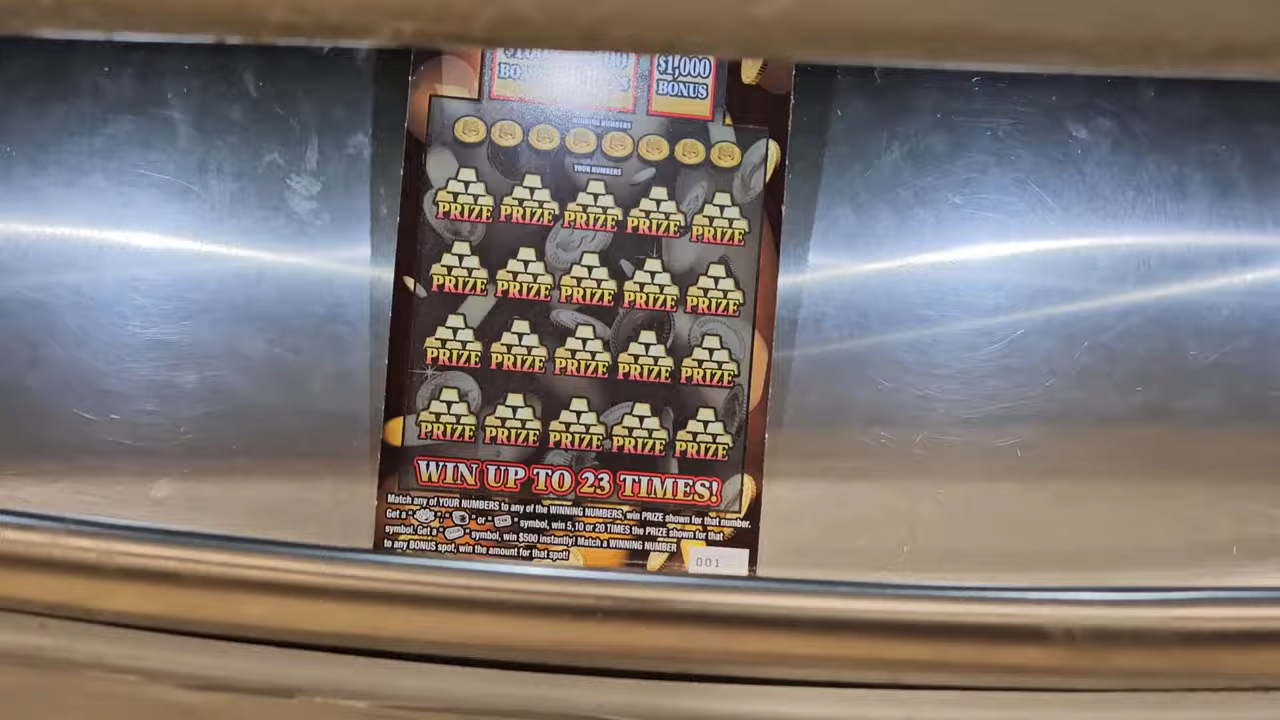 $1,000
BONUS
WINNING NUMBERS
YOUR NUMBERS
PRIZE PRIZE PRIZE PRIZE PRIZE
PRIZE PRIZE PRIZE PRIZE PRIZE
PRIZE PRIZE PRIZE PRIZE PRIZE
PRIZE PRIZE PRIZE PRIZE PRIZE
WIN UP TO 23 TIMES!
Match any of YOUR NUMBERS to any of the WINNING NUMBERS, win PRIZE shown for that number.
Get a " ", " " or " " symbol, win 5, 10 or 20 TIMES the PRIZE shown for that
symbol. Get a " " symbol, win $500 instantly! Match a WINNING NUMBER
to any BONUS spot, win the amount for that spot!
001